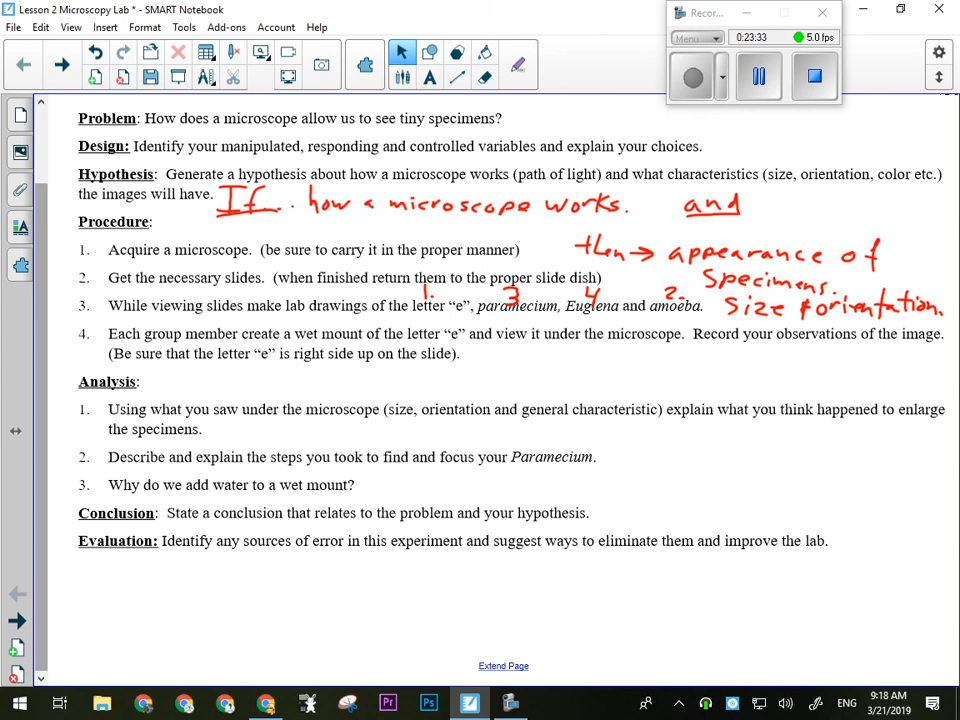 Lesson 2 Microscopy Lab * - SMART Notebook
Recor...
File Edit View Insert Format Tools Account Help
Menu 0:23:33 5.0 fps
Problem: How does a microscope allow us to see tiny specimens?
Design: Identify your manipulated, responding and controlled variables and explain your choices.
Hypothesis: Generate a hypothesis about how a microscope works (path of light) and what characteristics (size, orientation, color etc.)
the images will have. If... how a microscope works. and
Procedure:
then → appearance of
1. Acquire a microscope. (be sure to carry it in the proper manner)
specimens.
2. Get the necessary slides. (when finished return them to the proper slide dish)
1. 3 4 2.
size & orientation.
3. While viewing slides make lab drawings of the letter “e”, paramecium, Euglena and amoeba.
4. Each group member create a wet mount of the letter “e” and view it under the microscope. Record your observations of the image.
(Be sure that the letter “e” is right side up on the slide).
Analysis:
1. Using what you saw under the microscope (size, orientation and general characteristic) explain what you think happened to enlarge
the specimens.
2. Describe and explain the steps you took to find and focus your Paramecium.
3. Why do we add water to a wet mount?
Conclusion: State a conclusion that relates to the problem and your hypothesis.
Evaluation: Identify any sources of error in this experiment and suggest ways to eliminate them and improve the lab.
Extend Page
Pr Ps ENG 9:18 AM
3/21/2019